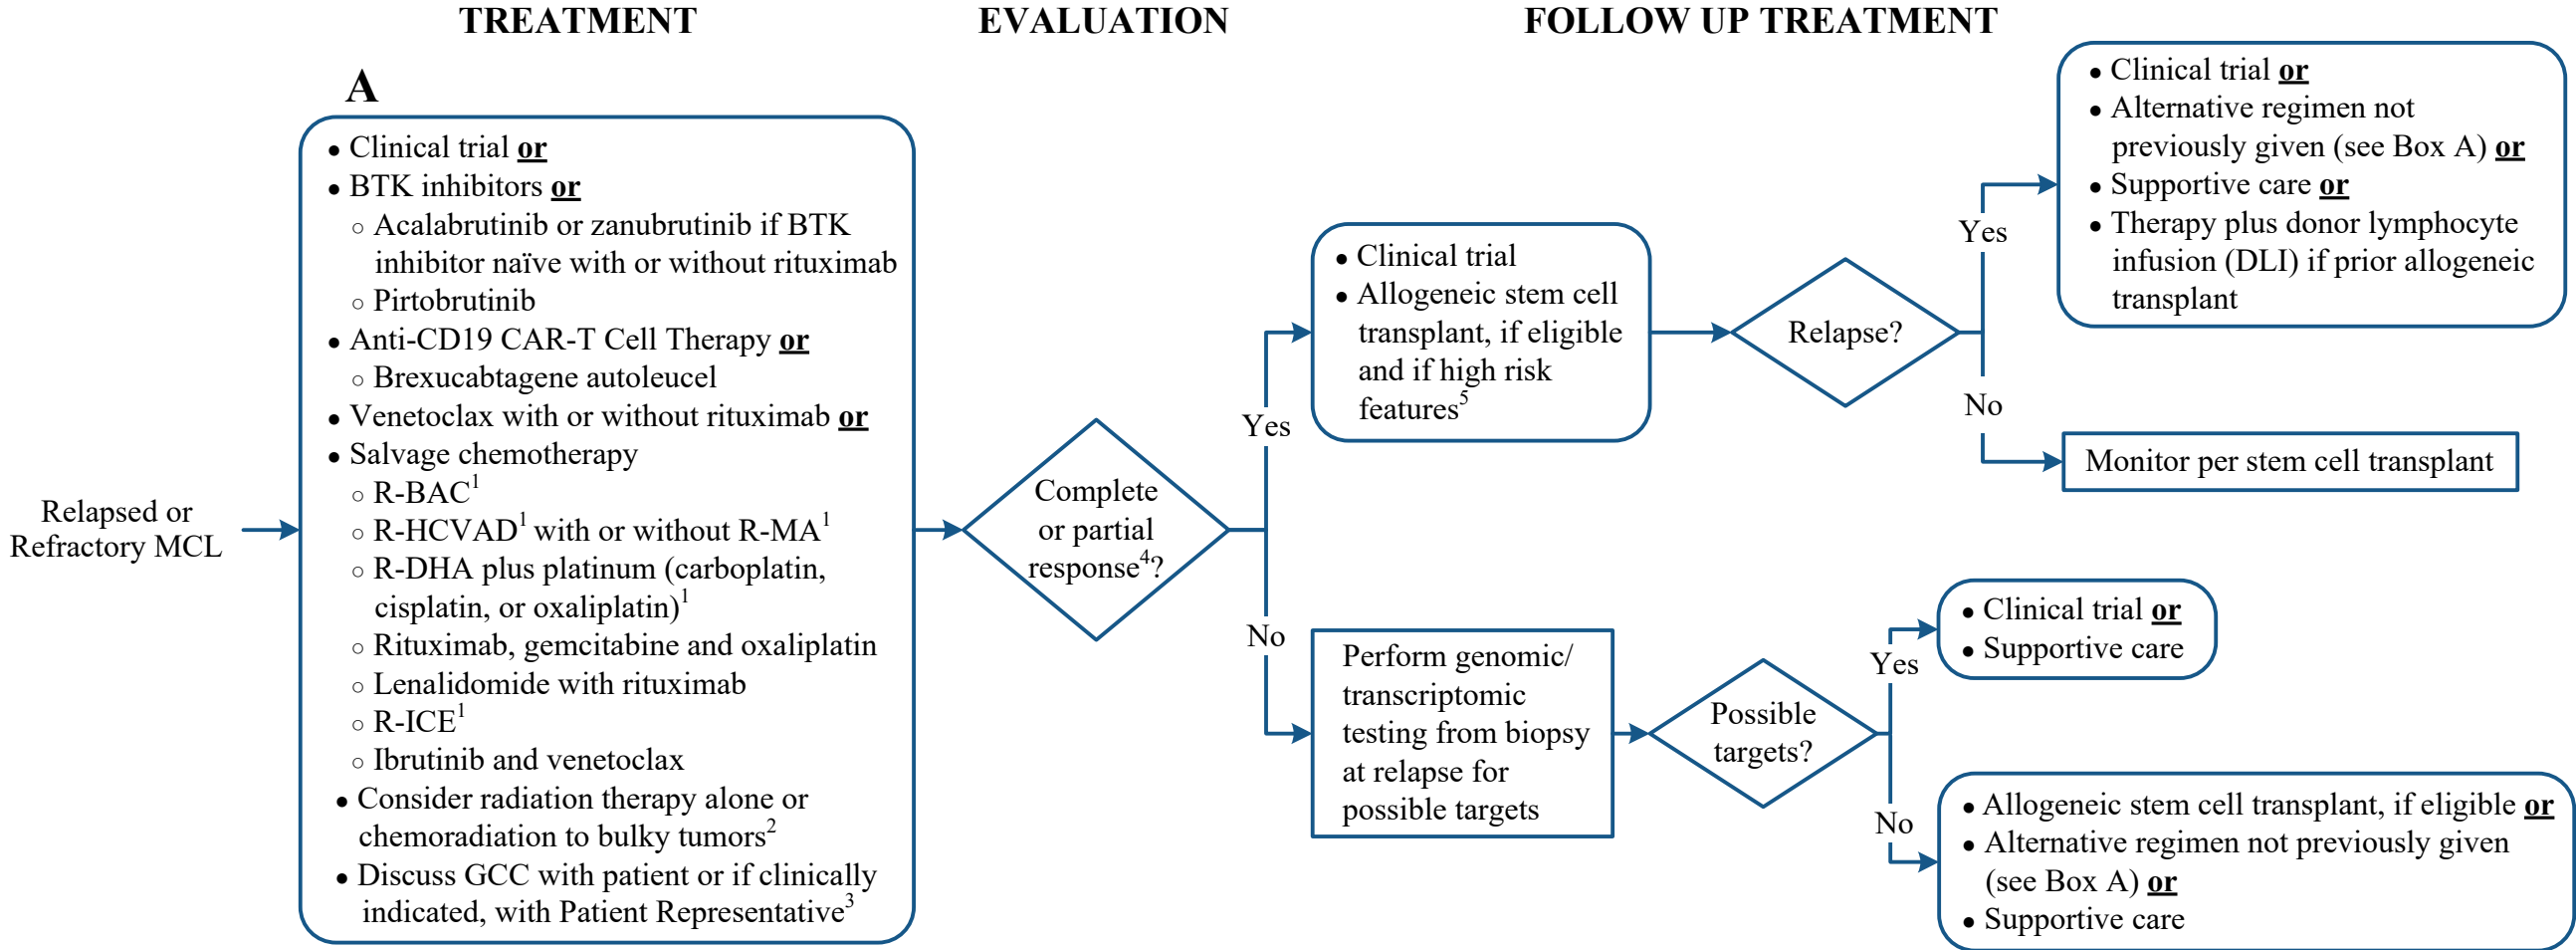 TREATMENT
EVALUATION
FOLLOW UP TREATMENT
A
Relapsed or
Refractory MCL
● Clinical trial or
● BTK inhibitors or
○ Acalabrutinib or zanubrutinib if BTK
inhibitor naïve with or without rituximab
○ Pirtobrutinib
● Anti-CD19 CAR-T Cell Therapy or
○ Brexucabtagene autoleucel
● Venetoclax with or without rituximab or
● Salvage chemotherapy
○ R-BAC¹
○ R-HCVAD¹ with or without R-MA¹
○ R-DHA plus platinum (carboplatin,
cisplatin, or oxaliplatin)¹
○ Rituximab, gemcitabine and oxaliplatin
○ Lenalidomide with rituximab
○ R-ICE¹
○ Ibrutinib and venetoclax
● Consider radiation therapy alone or
chemoradiation to bulky tumors²
● Discuss GCC with patient or if clinically
indicated, with Patient Representative³
Complete
or partial
response⁴?
Yes
● Clinical trial
● Allogeneic stem cell
transplant, if eligible
and if high risk
features⁵
Relapse?
Yes
● Clinical trial or
● Alternative regimen not
previously given (see Box A) or
● Supportive care or
● Therapy plus donor lymphocyte
infusion (DLI) if prior allogeneic
transplant
No
Monitor per stem cell transplant
No
Perform genomic/
transcriptomic
testing from biopsy
at relapse for
possible targets
Possible
targets?
Yes
● Clinical trial or
● Supportive care
No
● Allogeneic stem cell transplant, if eligible or
● Alternative regimen not previously given
(see Box A) or
● Supportive care